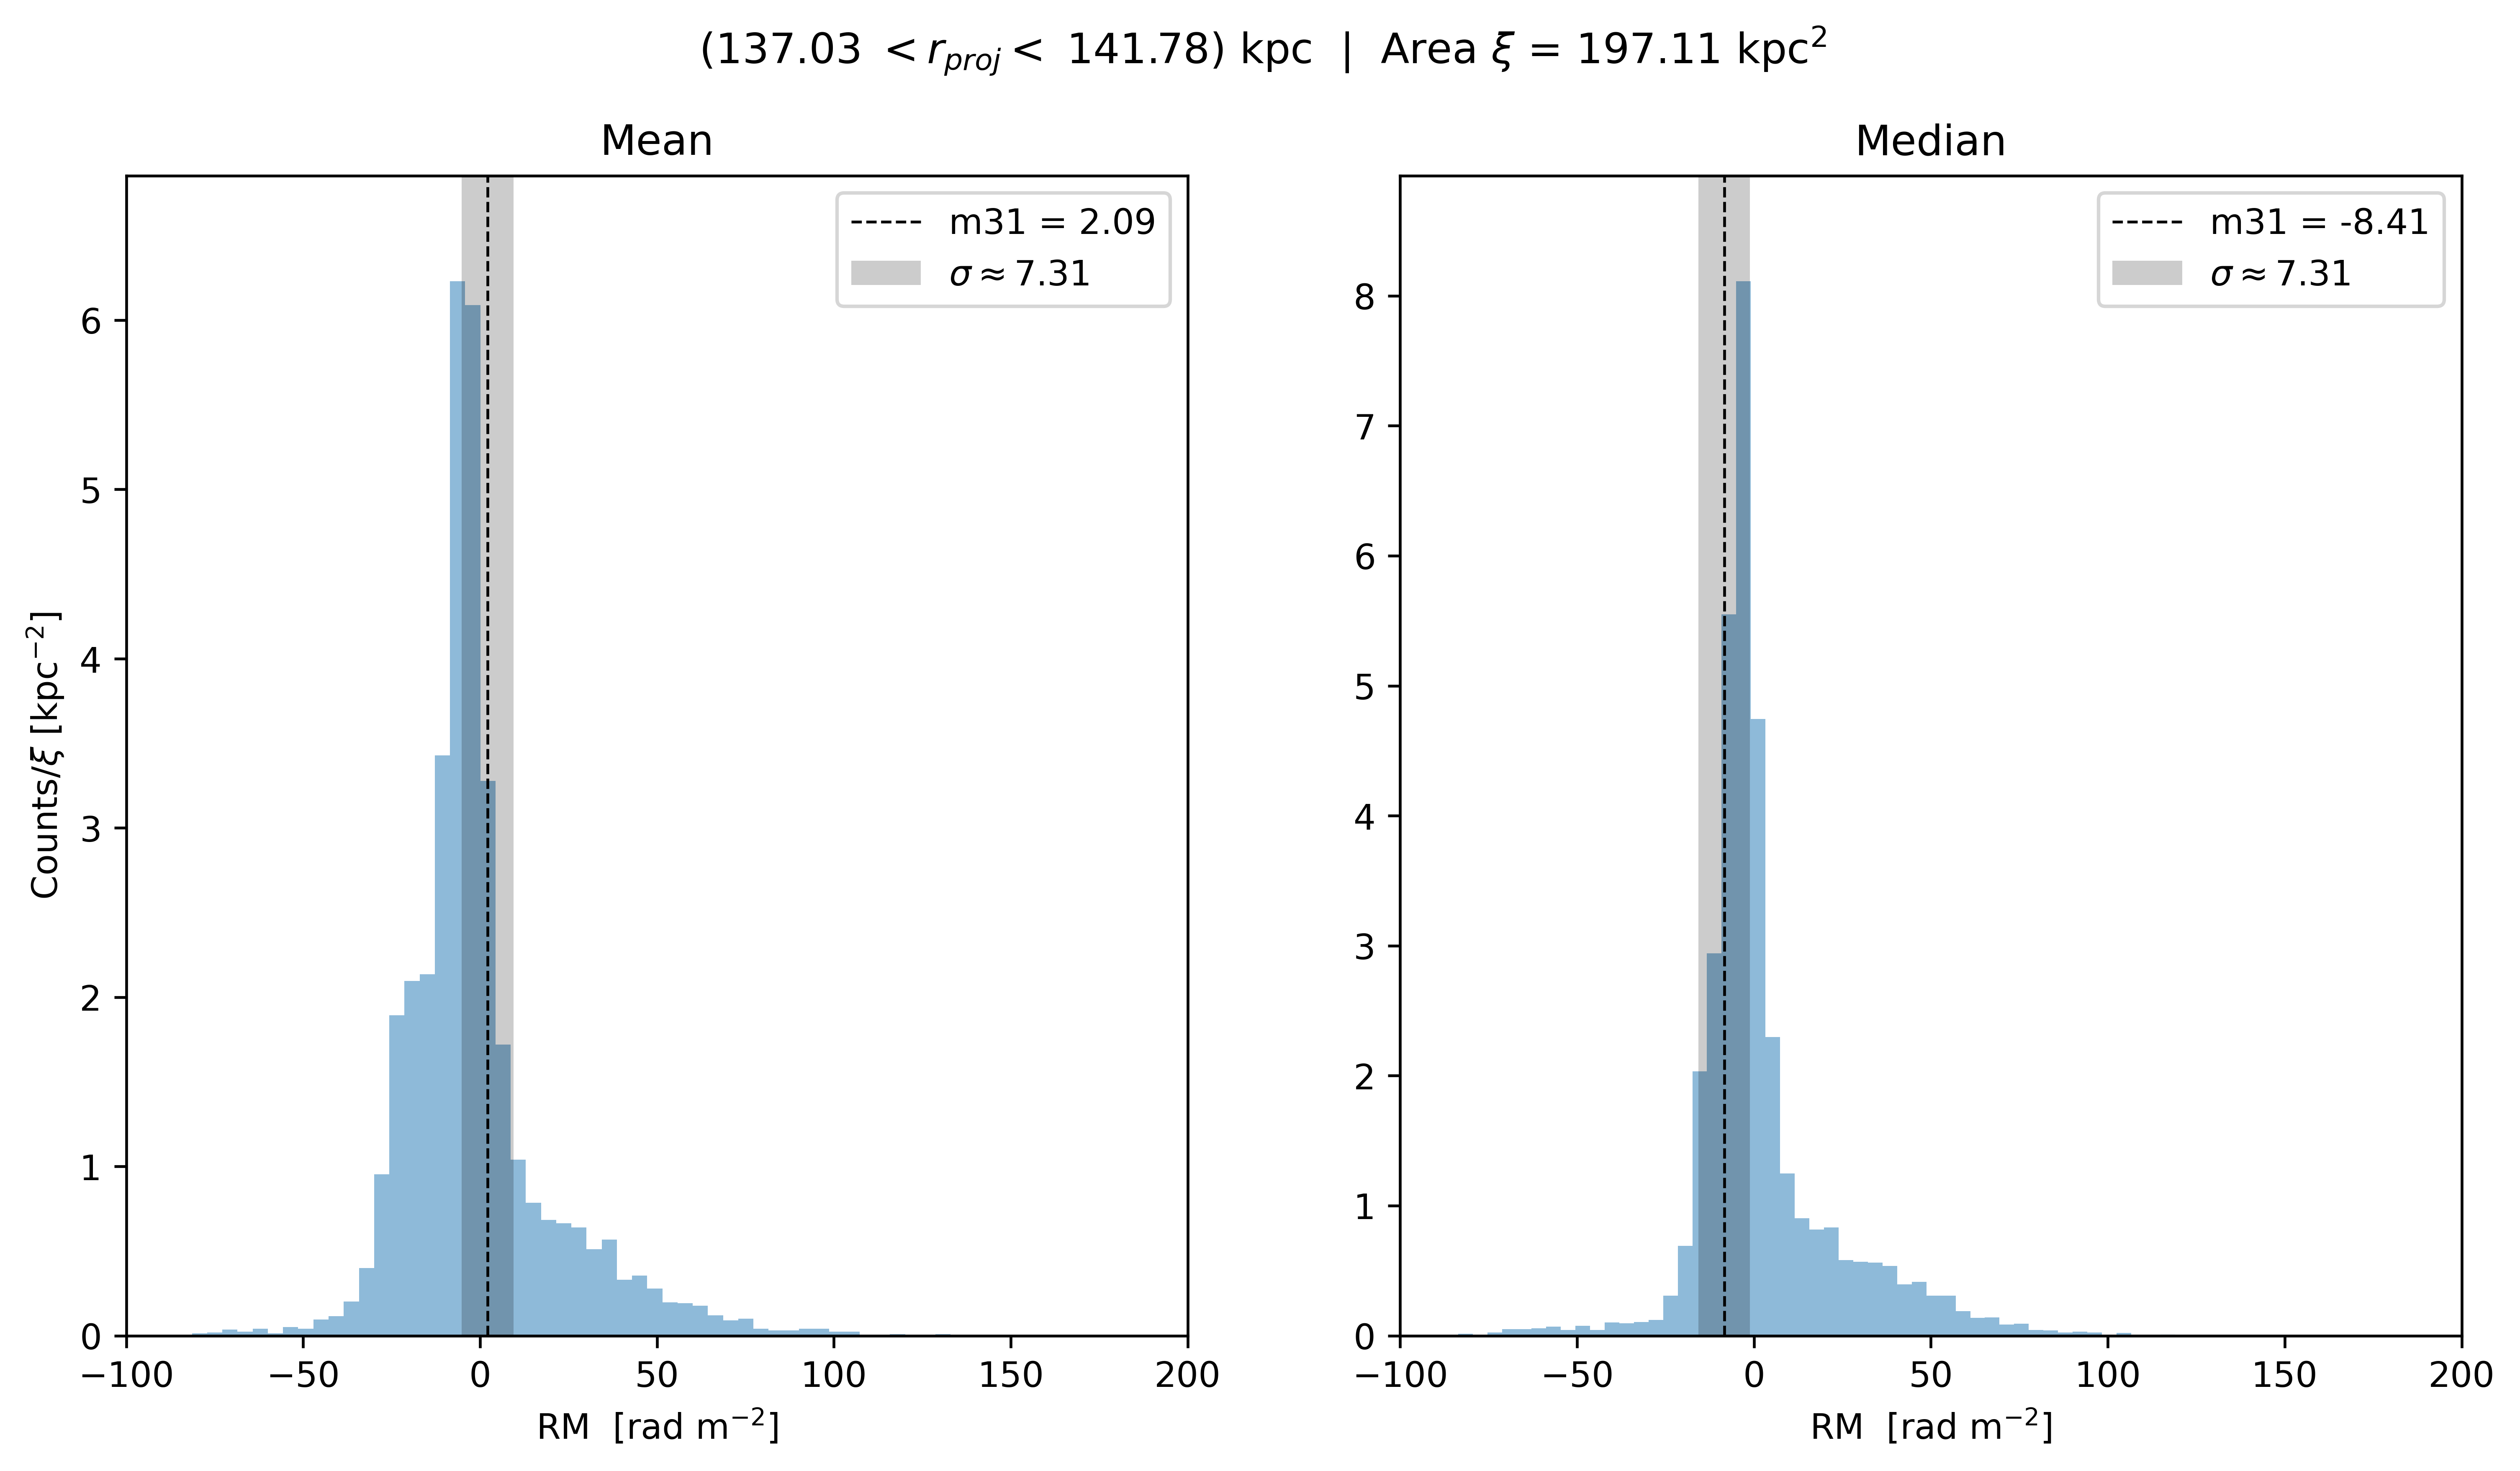 (137.03 < r_proj < 141.78) kpc | Area ξ = 197.11 kpc²
Mean
m31 = 2.09
σ ≈ 7.31
Counts/ξ [kpc⁻²]
6
5
4
3
2
1
0
−100 −50 0 50 100 150 200
RM [rad m⁻²]
Median
m31 = -8.41
σ ≈ 7.31
8
7
6
5
4
3
2
1
0
−100 −50 0 50 100 150 200
RM [rad m⁻²]